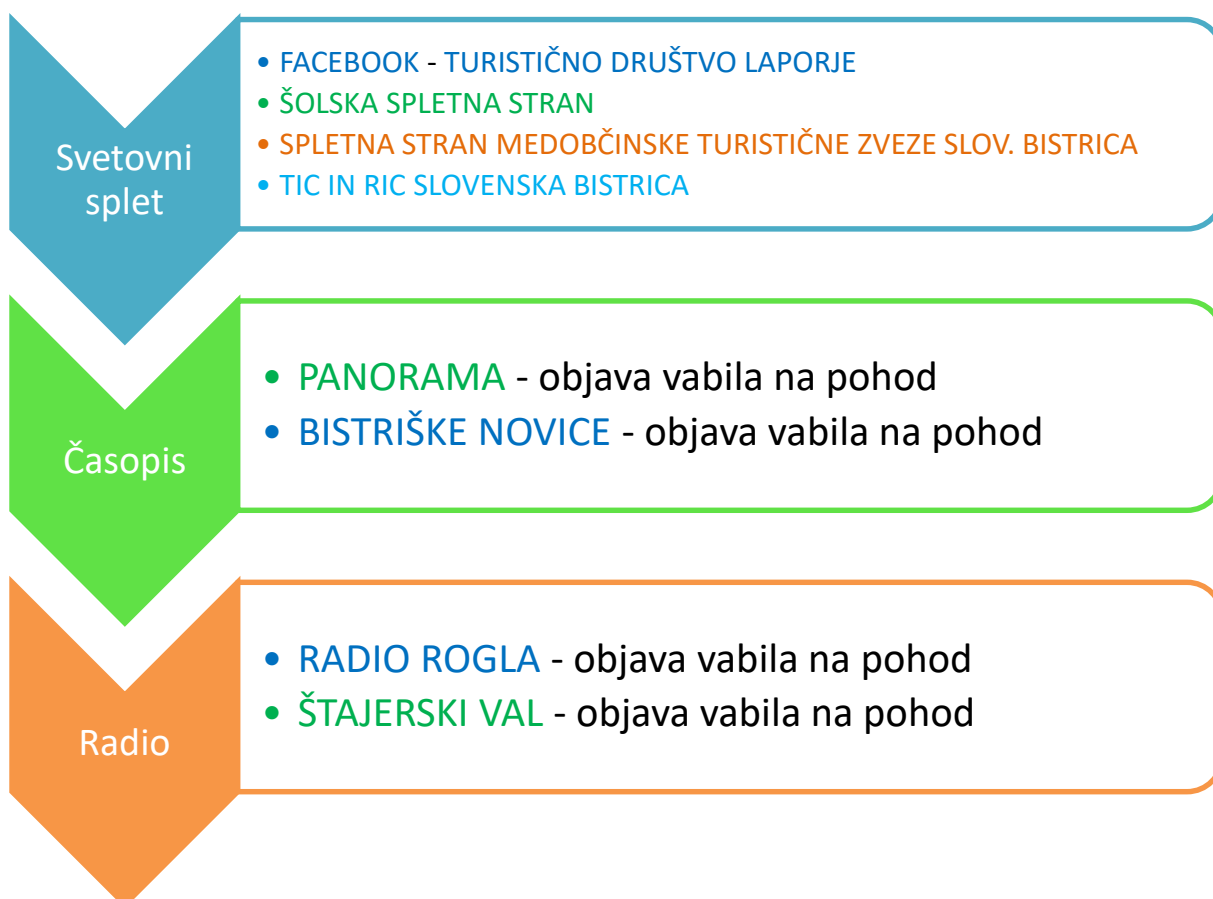 Svetovni
splet
• FACEBOOK - TURISTIČNO DRUŠTVO LAPORJE
• ŠOLSKA SPLETNA STRAN
• SPLETNA STRAN MEDOBČINSKE TURISTIČNE ZVEZE SLOV. BISTRICA
• TIC IN RIC SLOVENSKA BISTRICA
Časopis
• PANORAMA - objava vabila na pohod
• BISTRIŠKE NOVICE - objava vabila na pohod
Radio
• RADIO ROGLA - objava vabila na pohod
• ŠTAJERSKI VAL - objava vabila na pohod